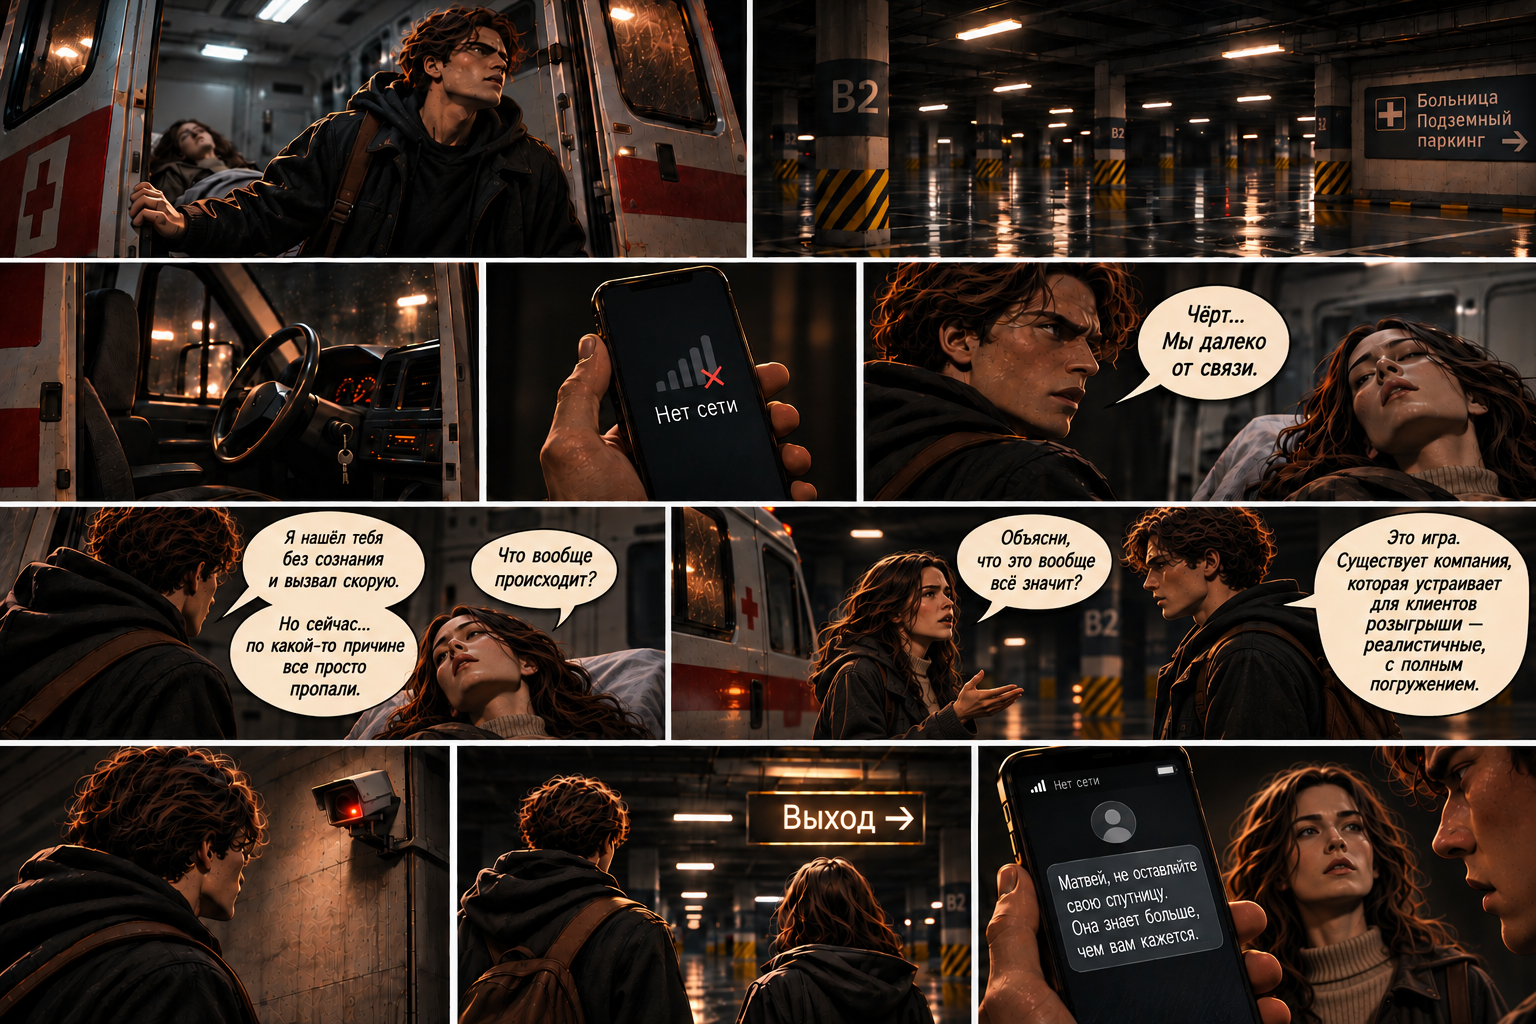 B2
B2
B2
Больница
Подземный
паркинг
Нет сети
Чёрт...
Мы далеко
от связи.
Я нашёл тебя
без сознания
и вызвал скорую.
Но сейчас...
по какой-то причине
все просто
пропали.
Что вообще
происходит?
Объясни,
что это вообще
всё значит?
B2
Это игра.
Существует компания,
которая устраивает
для клиентов
розыгрыши —
реалистичные,
с полным
погружением.
Выход
B2
Нет сети
Матвей, не оставляйте
свою спутницу.
Она знает больше,
чем вам кажется.